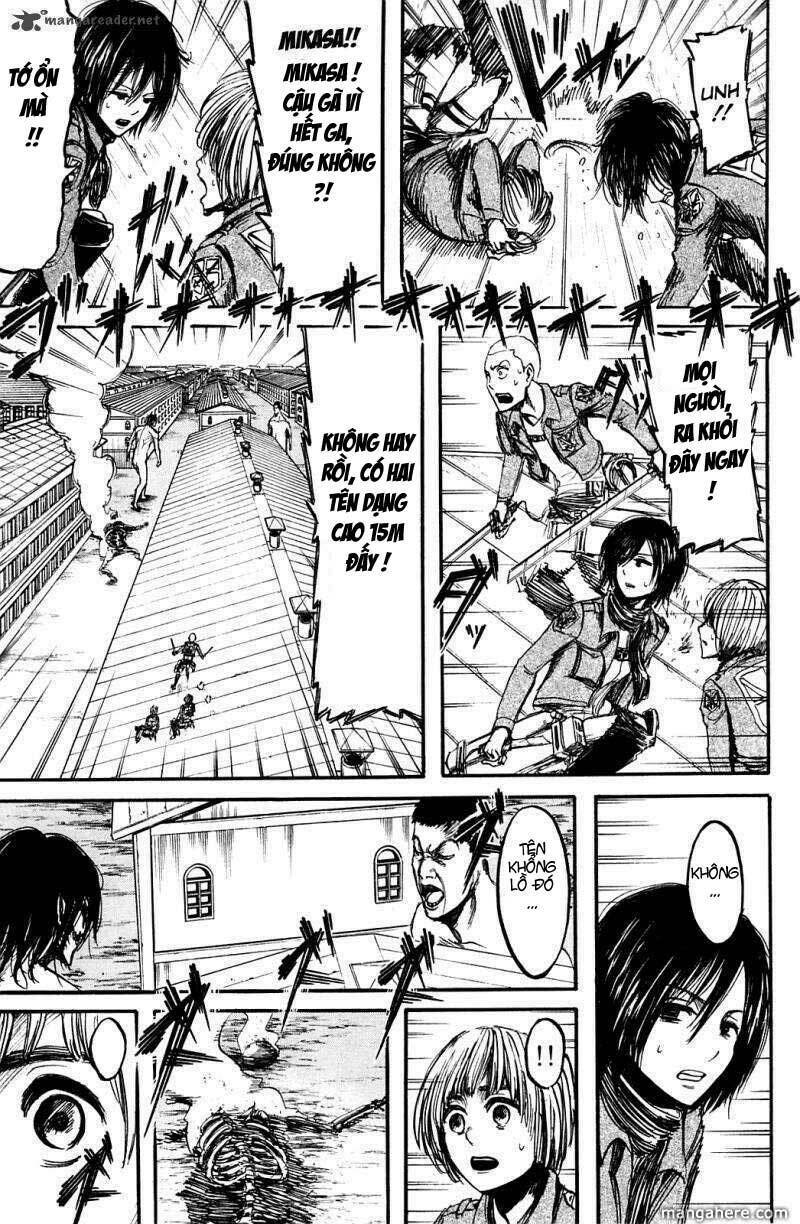 mangareader.net
UNH
!!
MIKASA!!
MIKASA !
CẬU GÃ VÌ
HẾT GA,
ĐÚNG KHÔNG
?!
TỚ ỔN
MÀ
!!
MỌI
NGƯỜI,
RA KHỎI
ĐÂY NGAY
!
KHÔNG HAY
RỒI, CÓ HAI
TÊN DẠNG
CAO 15M
ĐẤY !
KHÔNG
...
TÊN
KHỔNG
LỒ ĐÓ
...
!!
mangahere.com